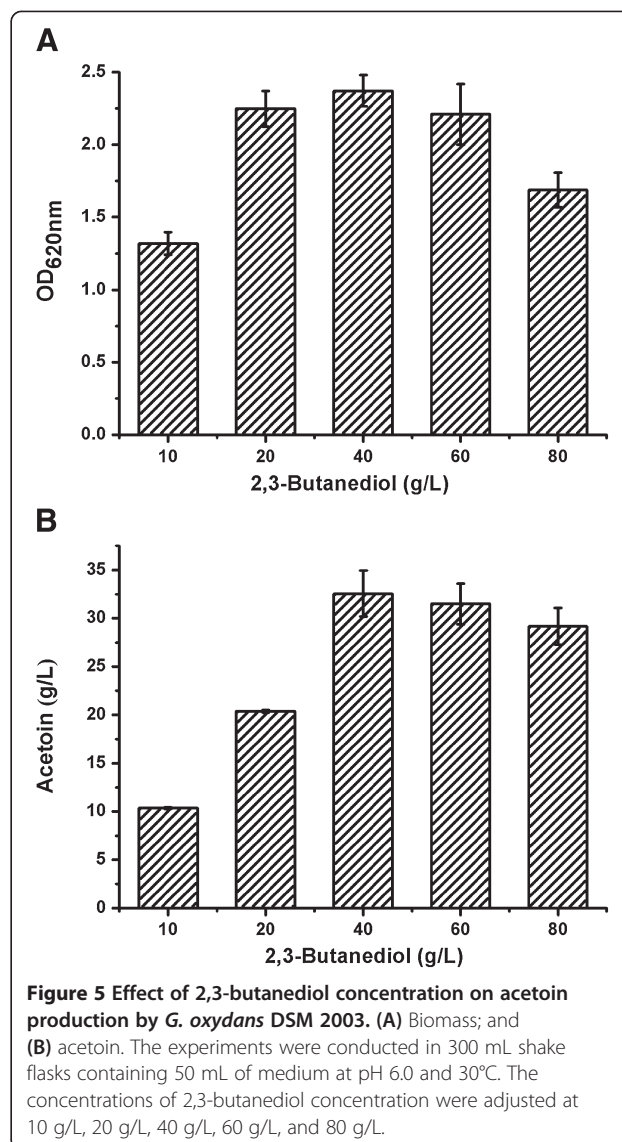 A
2.5
2.0
1.5
1.0
0.5
0.0
OD620nm
10 20 40 60 80
2,3-Butanediol (g/L)
B
35
30
25
20
15
10
5
0
Acetoin (g/L)
10 20 40 60 80
2,3-Butanediol (g/L)
Figure 5 Effect of 2,3-butanediol concentration on acetoin
production by G. oxydans DSM 2003. (A) Biomass; and
(B) acetoin. The experiments were conducted in 300 mL shake
flasks containing 50 mL of medium at pH 6.0 and 30°C. The
concentrations of 2,3-butanediol concentration were adjusted at
10 g/L, 20 g/L, 40 g/L, 60 g/L, and 80 g/L.